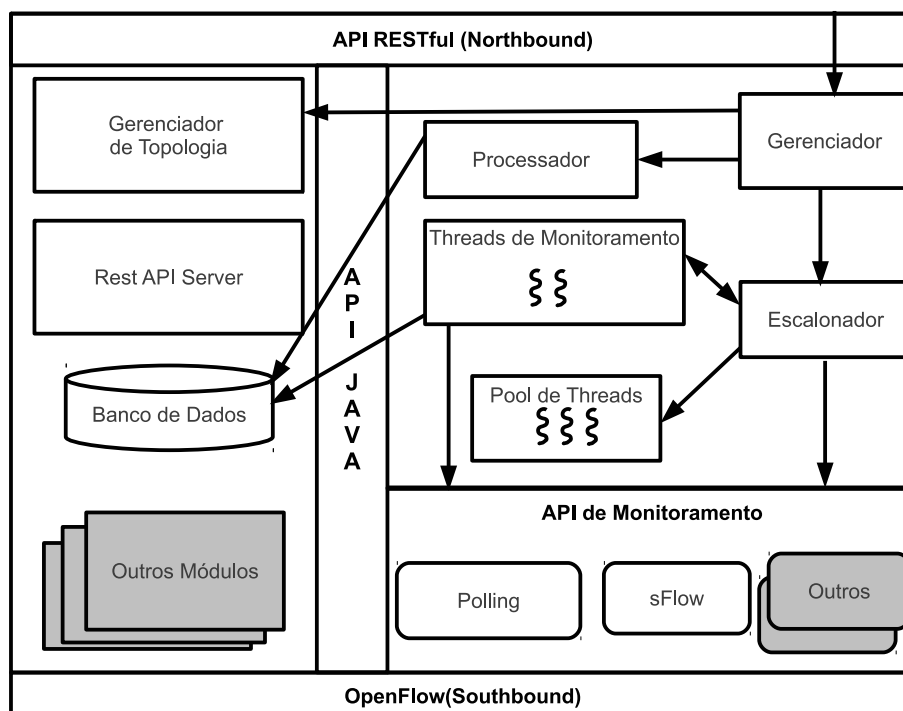 API RESTful (Northbound)
Gerenciador
de Topologia
Rest API Server
Banco de Dados
Outros Módulos
A
P
I
J
A
V
A
Gerenciador
Processador
Threads de Monitoramento
Escalonador
Pool de Threads
API de Monitoramento
Polling
sFlow
Outros
OpenFlow(Southbound)